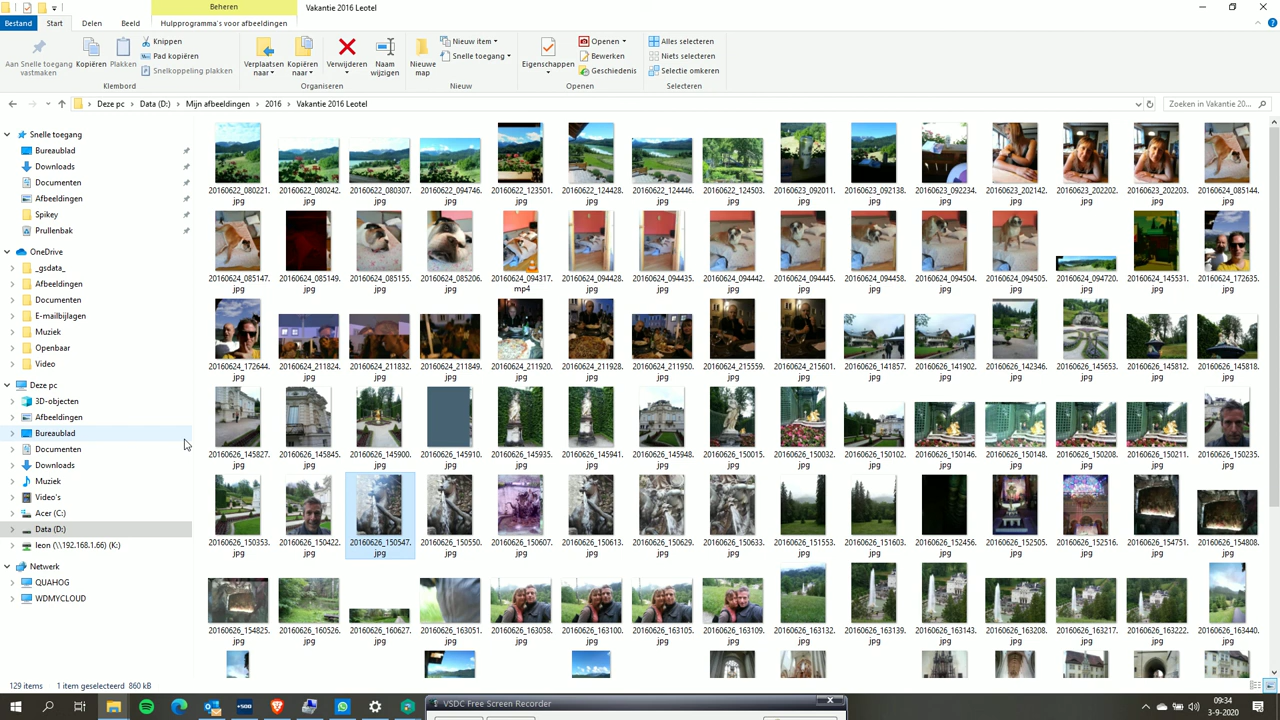 Beheren
Vakantie 2016 Leotel
Bestand
Start
Delen
Beeld
Hulpprogramma's voor afbeeldingen
Aan Snelle toegang vastmaken
Kopiëren
Plakken
Knippen
Pad kopiëren
Snelkoppeling plakken
Klembord
Verplaatsen naar
Kopiëren naar
Verwijderen
Naam wijzigen
Organiseren
Nieuwe map
Nieuw item
Snelle toegang
Nieuw
Eigenschappen
Openen
Bewerken
Geschiedenis
Openen
Alles selecteren
Niets selecteren
Selectie omkeren
Selecteren
Deze pc > Data (D:) > Mijn afbeeldingen > 2016 > Vakantie 2016 Leotel
Zoeken in Vakantie 20...
Snelle toegang
Bureaublad
Downloads
Documenten
Afbeeldingen
Spikey
Prullenbak
OneDrive
_gsdata_
Afbeeldingen
Documenten
E-mailbijlagen
Muziek
Openbaar
Video
Deze pc
3D-objecten
Afbeeldingen
Bureaublad
Documenten
Downloads
Muziek
Video's
Acer (C:)
Data (D:)
leon (\\192.168.1.66) (K:)
Netwerk
QUAHOG
WDMYCLOUD
20160622_080221.jpg 20160622_080242.jpg 20160622_080307.jpg 20160622_094746.jpg 20160622_123501.jpg 20160622_124428.jpg 20160622_124446.jpg 20160622_124503.jpg 20160623_092011.jpg 20160623_092138.jpg 20160623_092234.jpg 20160623_202142.jpg 20160623_202202.jpg 20160623_202203.jpg 20160624_085144.jpg
20160624_085147.jpg 20160624_085149.jpg 20160624_085155.jpg 20160624_085206.jpg 20160624_094317.mp4 20160624_094428.jpg 20160624_094435.jpg 20160624_094442.jpg 20160624_094445.jpg 20160624_094458.jpg 20160624_094504.jpg 20160624_094505.jpg 20160624_094720.jpg 20160624_145531.jpg 20160624_172635.jpg
20160624_172644.jpg 20160624_211824.jpg 20160624_211832.jpg 20160624_211849.jpg 20160624_211920.jpg 20160624_211928.jpg 20160624_211950.jpg 20160624_215559.jpg 20160624_215601.jpg 20160626_141857.jpg 20160626_141902.jpg 20160626_142346.jpg 20160626_145653.jpg 20160626_145812.jpg 20160626_145818.jpg
20160626_145827.jpg 20160626_145845.jpg 20160626_145900.jpg 20160626_145910.jpg 20160626_145935.jpg 20160626_145941.jpg 20160626_145948.jpg 20160626_150015.jpg 20160626_150032.jpg 20160626_150102.jpg 20160626_150146.jpg 20160626_150148.jpg 20160626_150208.jpg 20160626_150211.jpg 20160626_150235.jpg
20160626_150353.jpg 20160626_150422.jpg 20160626_150547.jpg 20160626_150550.jpg 20160626_150607.jpg 20160626_150613.jpg 20160626_150629.jpg 20160626_150633.jpg 20160626_151553.jpg 20160626_151603.jpg 20160626_152456.jpg 20160626_152505.jpg 20160626_152516.jpg 20160626_154751.jpg 20160626_154808.jpg
20160626_154825.jpg 20160626_160526.jpg 20160626_160627.jpg 20160626_163051.jpg 20160626_163058.jpg 20160626_163100.jpg 20160626_163105.jpg 20160626_163109.jpg 20160626_163132.jpg 20160626_163139.jpg 20160626_163143.jpg 20160626_163208.jpg 20160626_163217.jpg 20160626_163222.jpg 20160626_163440.jpg
129 items
1 item geselecteerd 860 kB
VSDC Free Screen Recorder
+500
09:34
3-9-2020